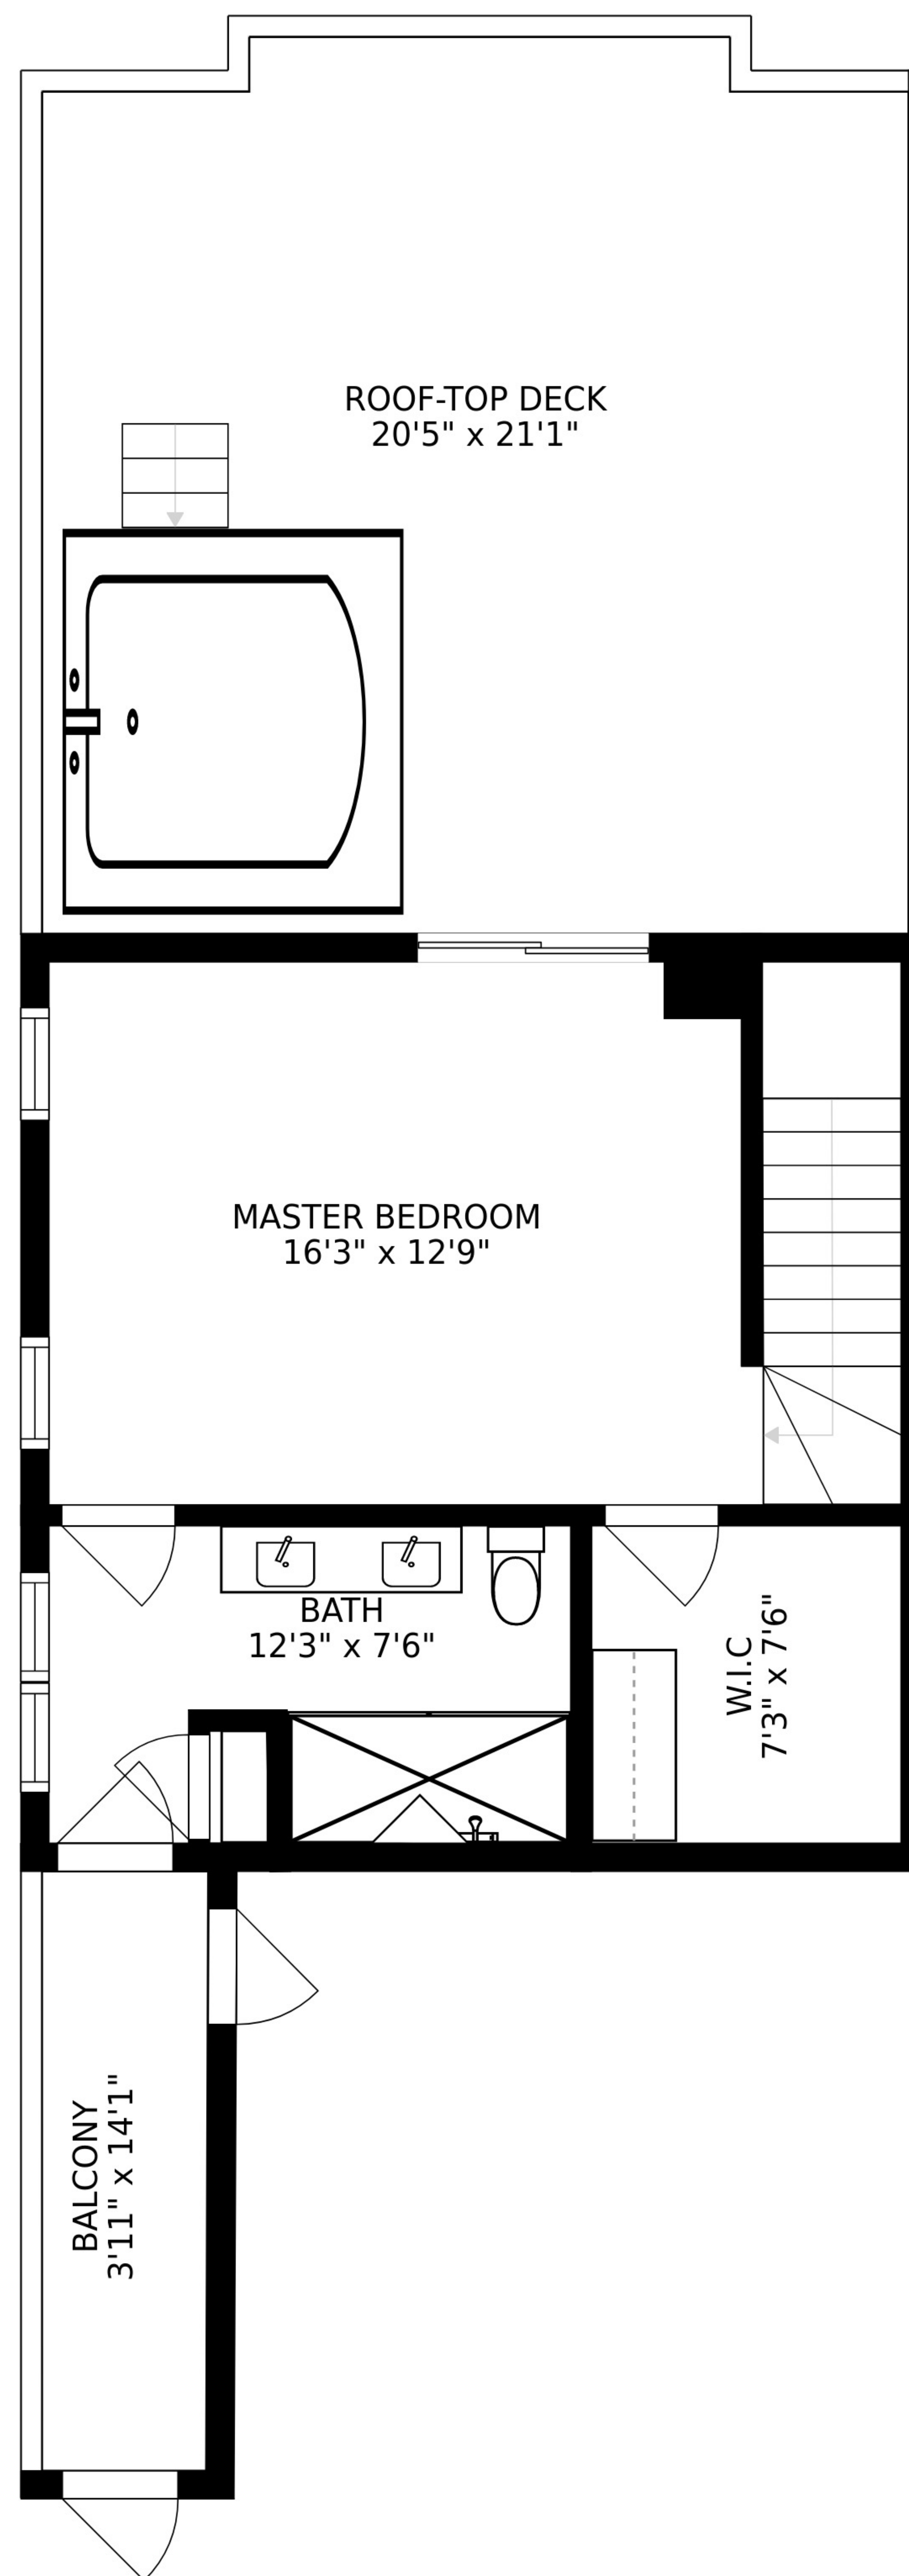 ROOF-TOP DECK
20'5" x 21'1"
MASTER BEDROOM
16'3" x 12'9"
BATH
12'3" x 7'6"
W.I.C
7'3" x 7'6"
BALCONY
3'11" x 14'1"